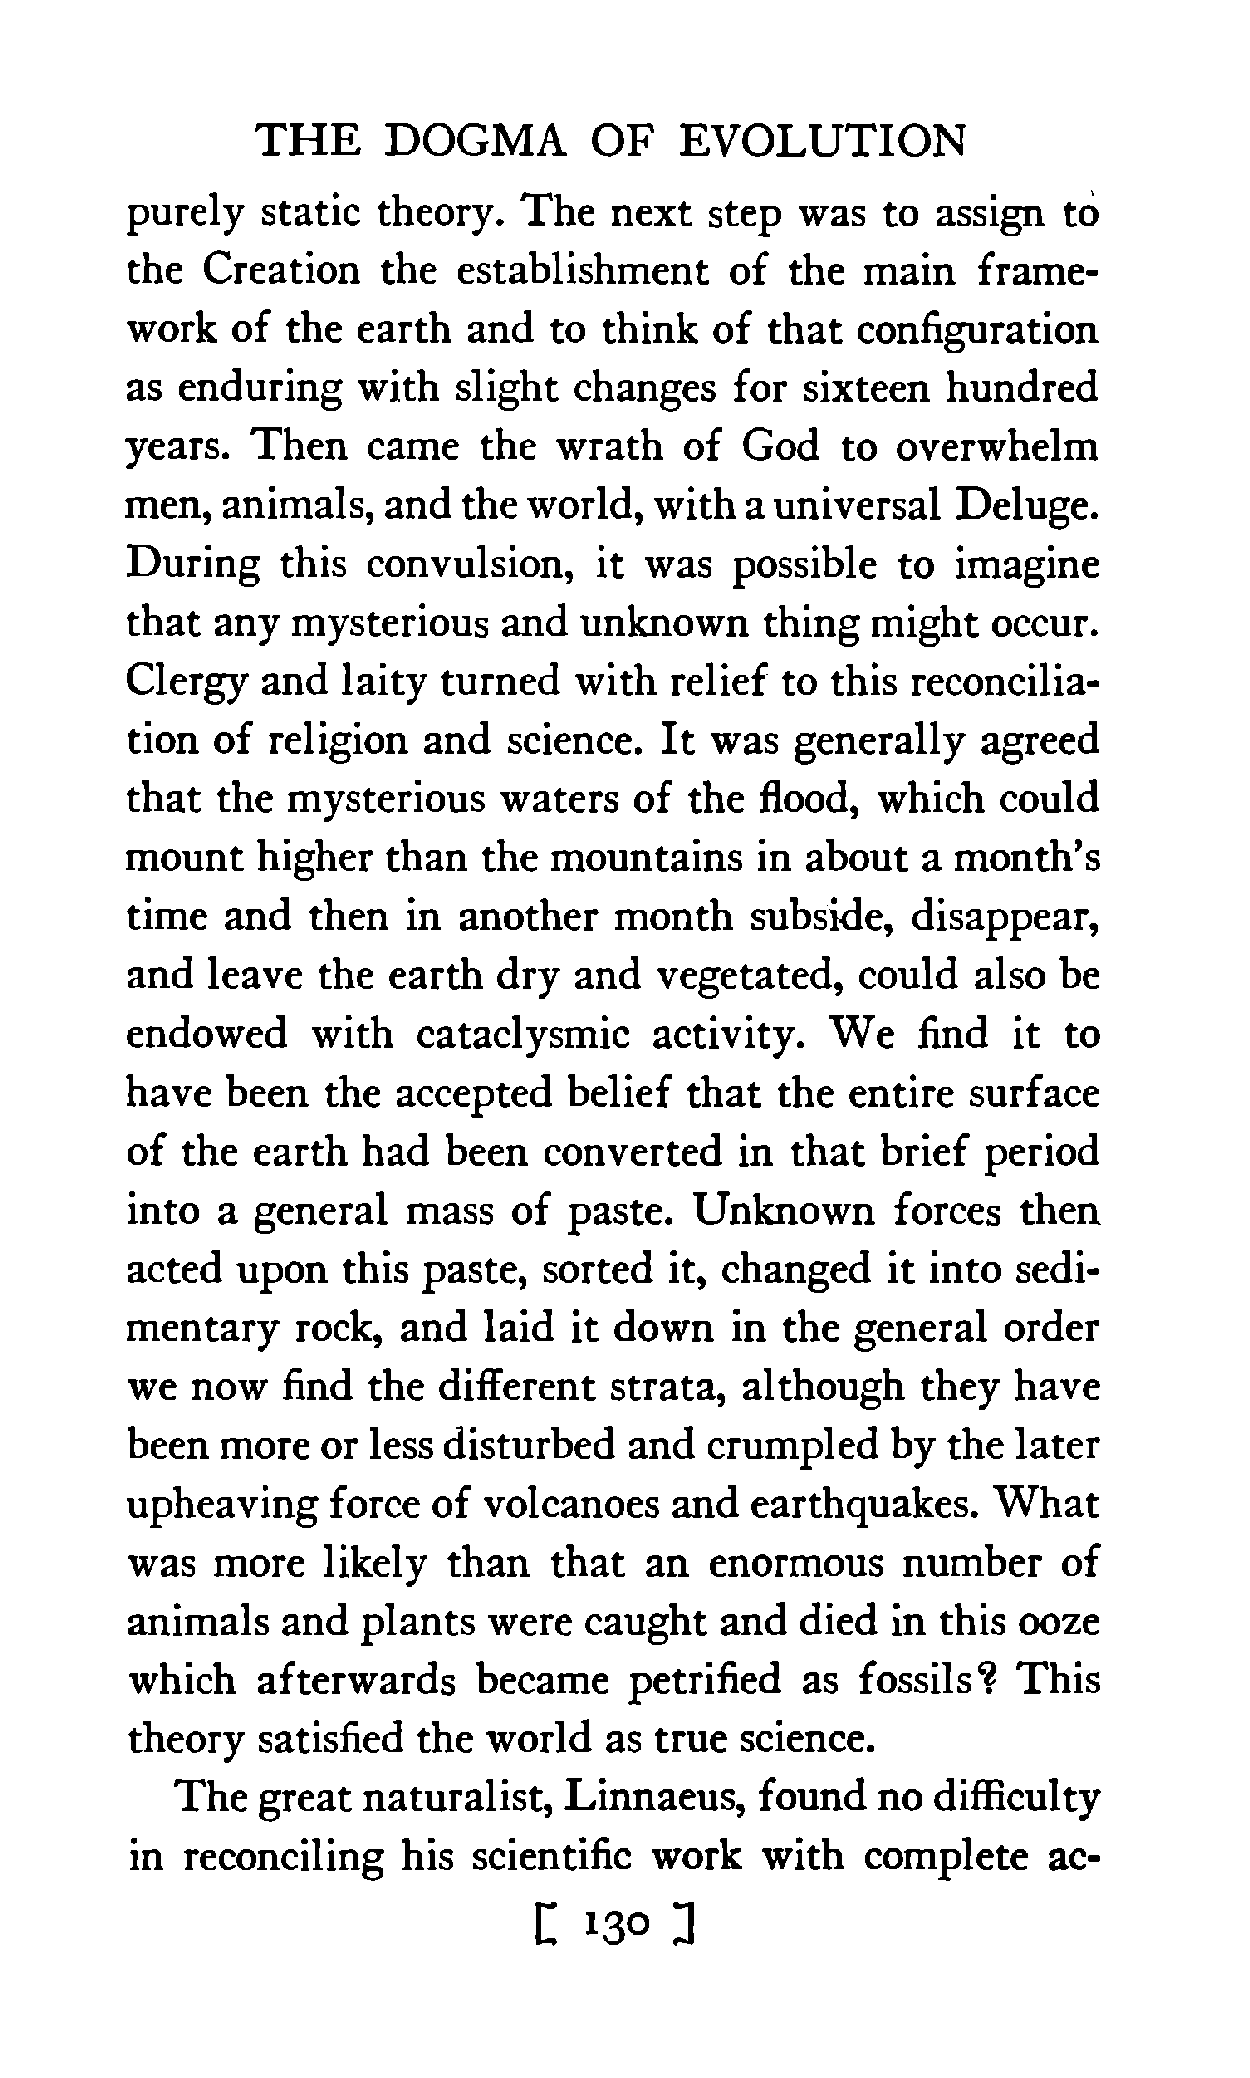 THE DOGMA OF EVOLUTION
purely static theory. The next step was to assign to
the Creation the establishment of the main frame-
work of the earth and to think of that configuration
as enduring with slight changes for sixteen hundred
years. Then came the wrath of God to overwhelm
men, animals, and the world, with a universal Deluge.
During this convulsion, it was possible to imagine
that any mysterious and unknown thing might occur.
Clergy and laity turned with relief to this reconcilia-
tion of religion and science. It was generally agreed
that the mysterious waters of the flood, which could
mount higher than the mountains in about a month's
time and then in another month subside, disappear,
and leave the earth dry and vegetated, could also be
endowed with cataclysmic activity. We find it to
have been the accepted belief that the entire surface
of the earth had been converted in that brief period
into a general mass of paste. Unknown forces then
acted upon this paste, sorted it, changed it into sedi-
mentary rock, and laid it down in the general order
we now find the different strata, although they have
been more or less disturbed and crumpled by the later
upheaving force of volcanoes and earthquakes. What
was more likely than that an enormous number of
animals and plants were caught and died in this ooze
which afterwards became petrified as fossils? This
theory satisfied the world as true science.
The great naturalist, Linnaeus, found no difficulty
in reconciling his scientific work with complete ac-
[ 130 ]